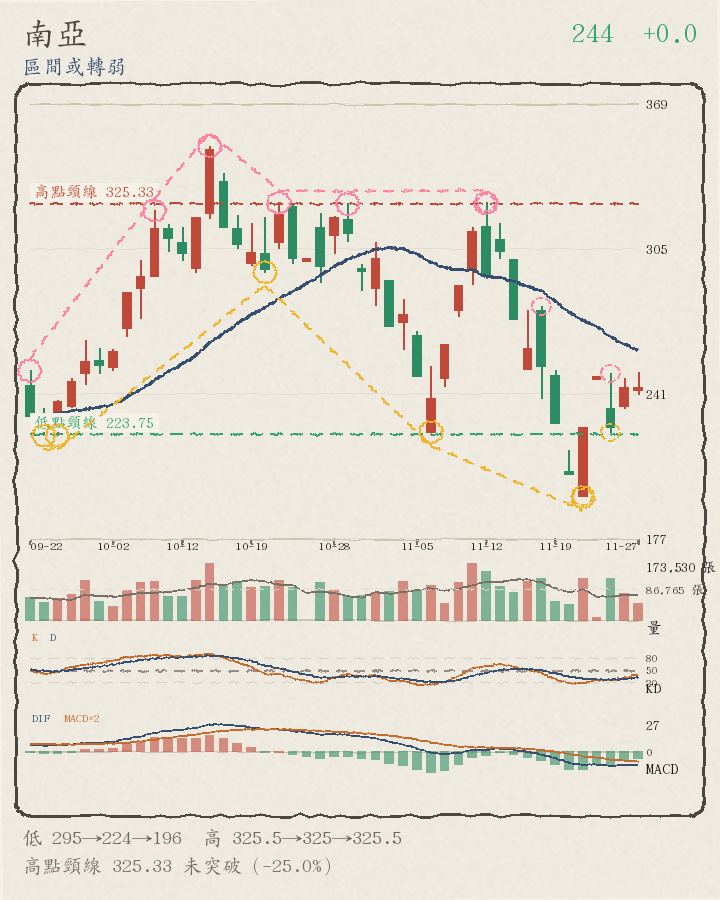 南亞
244 +0.0
區間或轉弱
369
高點頸線 325.33
305
241
低點頸線 223.75
177
09-22 10-02 10-12 10-19 10-28 11-05 11-12 11-19 11-27
173,530 張
86,765 張
量
K D
80
50
20
KD
DIF MACD×2
27
0
MACD
低 295→224→196 高 325.5→325→325.5
高點頸線 325.33 未突破 (-25.0%)